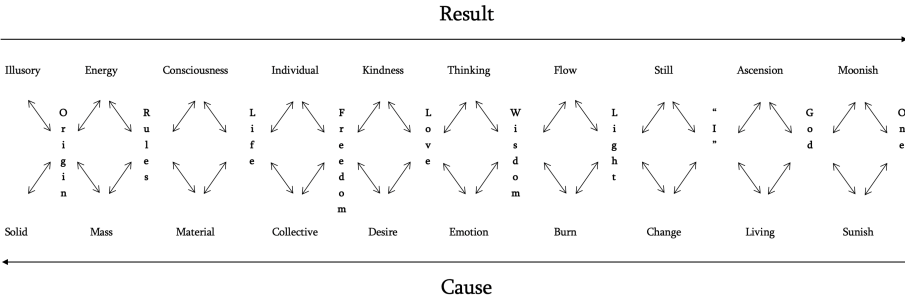 Result
Illusory Energy Consciousness Individual Kindness Thinking Flow Still Ascension Moonish
Origin Rules Life Freedom Love Wisdom Light “I” God One
Solid Mass Material Collective Desire Emotion Burn Change Living Sunish
Cause